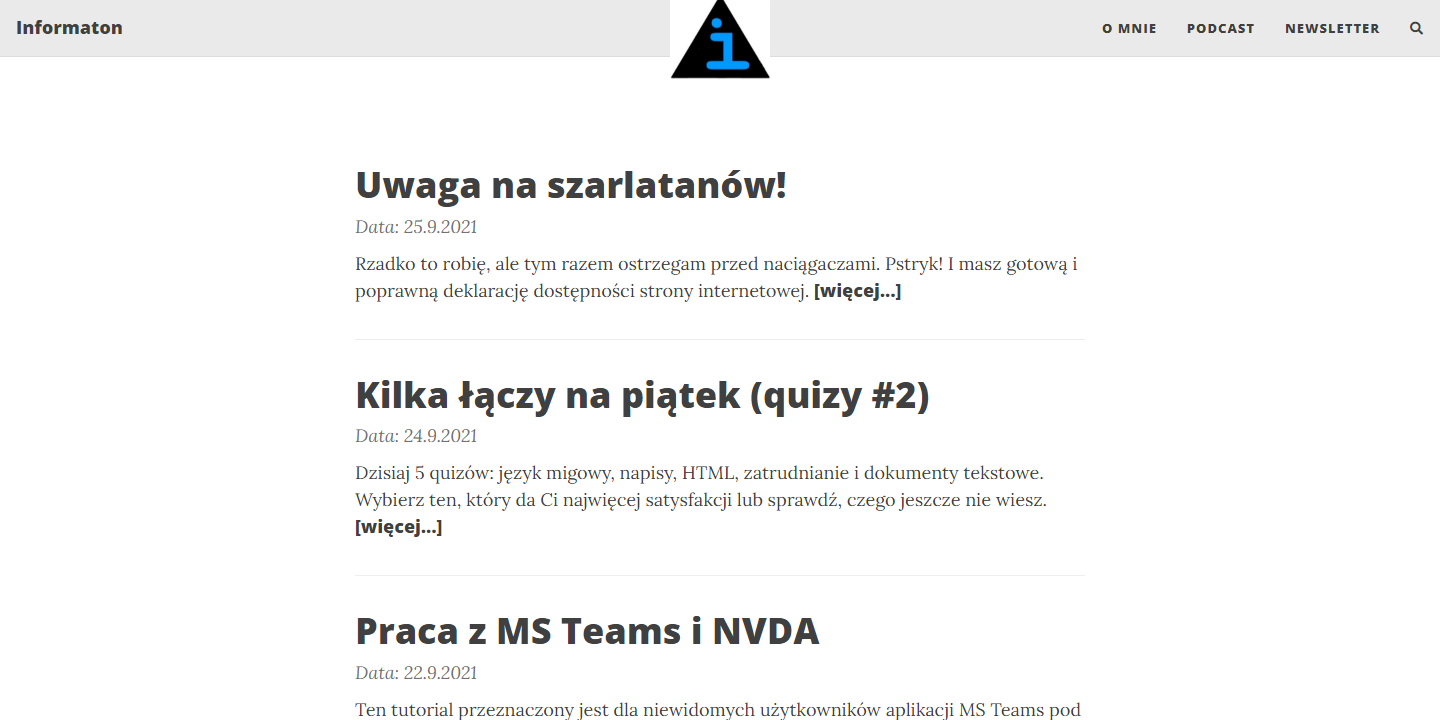 Informaton
i
O MNIE
PODCAST
NEWSLETTER
Uwaga na szarlatanów!
Data: 25.9.2021
Rzadko to robię, ale tym razem ostrzegam przed naciągaczami. Pstryk! I masz gotową i
poprawną deklarację dostępności strony internetowej. [więcej...]
Kilka łączy na piątek (quizy #2)
Data: 24.9.2021
Dzisiaj 5 quizów: język migowy, napisy, HTML, zatrudnianie i dokumenty tekstowe.
Wybierz ten, który da Ci najwięcej satysfakcji lub sprawdź, czego jeszcze nie wiesz.
[więcej...]
Praca z MS Teams i NVDA
Data: 22.9.2021
Ten tutorial przeznaczony jest dla niewidomych użytkowników aplikacji MS Teams pod